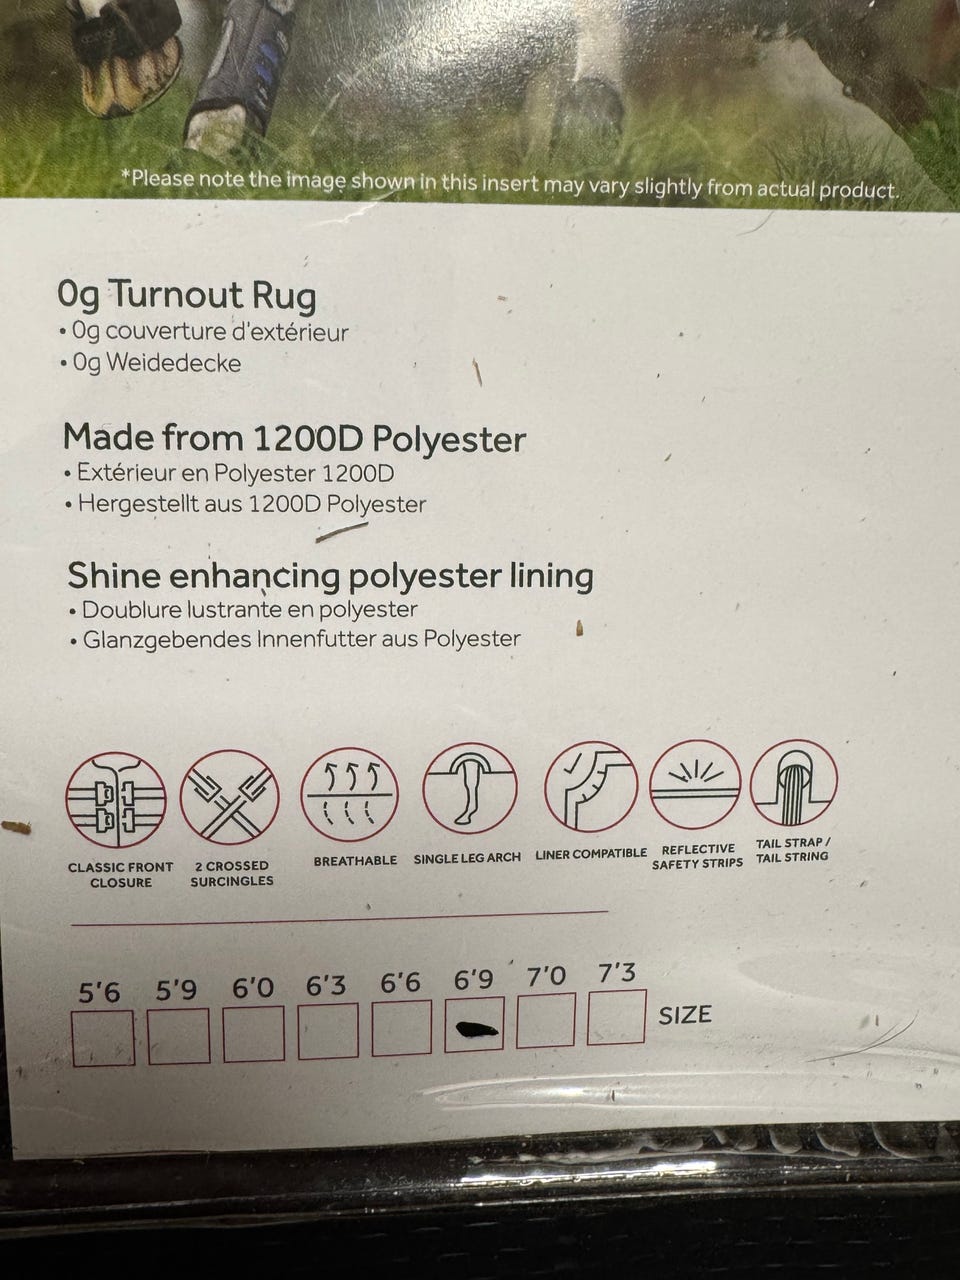 *Please note the image shown in this insert may vary slightly from actual product.
0g Turnout Rug
• 0g couverture d'extérieur
• 0g Weidedecke
Made from 1200D Polyester
• Extérieur en Polyester 1200D
• Hergestellt aus 1200D Polyester
Shine enhancing polyester lining
• Doublure lustrante en polyester
• Glanzgebendes Innenfutter aus Polyester
CLASSIC FRONT
CLOSURE
2 CROSSED
SURCINGLES
BREATHABLE
SINGLE LEG ARCH
LINER COMPATIBLE
REFLECTIVE
SAFETY STRIPS
TAIL STRAP /
TAIL STRING
5'6 5'9 6'0 6'3 6'6 6'9 7'0 7'3
SIZE